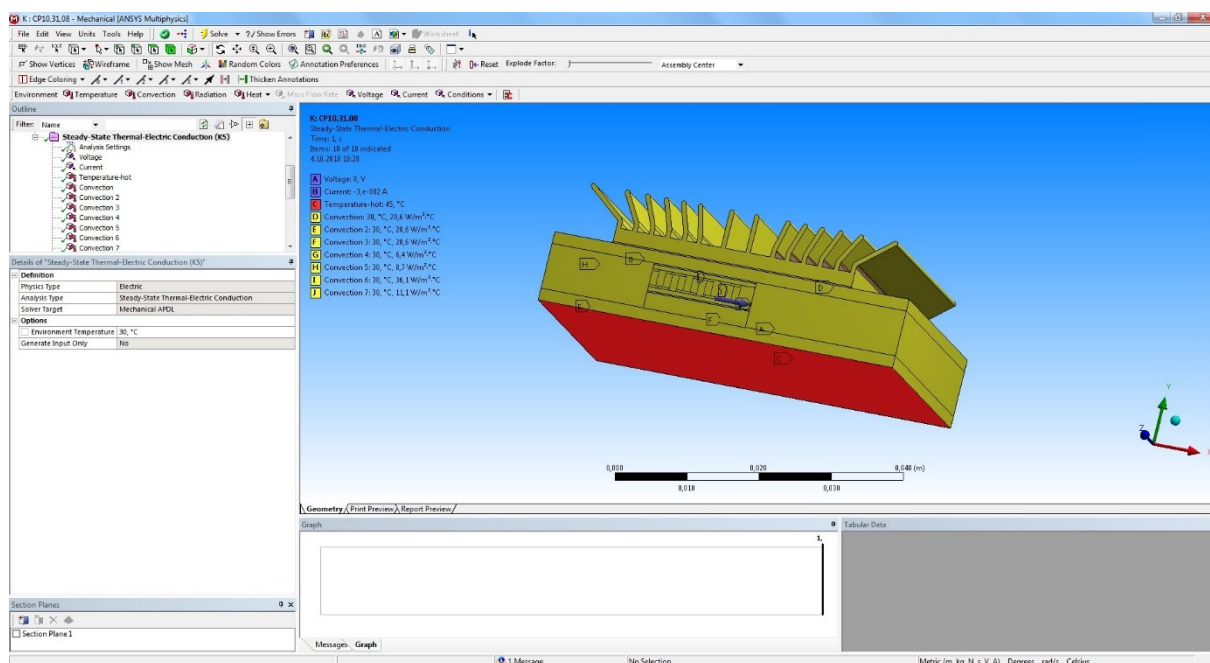 K : CP10,31,08 - Mechanical [ANSYS Multiphysics]
File Edit View Units Tools Help Solve ?/Show Errors Worksheet
Show Vertices Wireframe Show Mesh Random Colors Annotation Preferences Reset Explode Factor: Assembly Center
Edge Coloring Thicken Annotations
Environment Temperature Convection Radiation Heat Mass Flow Rate Voltage Current Conditions
Outline
Filter: Name
Steady-State Thermal-Electric Conduction (K5)
Analysis Settings
Voltage
Current
Temperature-hot
Convection
Convection 2
Convection 3
Convection 4
Convection 5
Convection 6
Convection 7
Details of "Steady-State Thermal-Electric Conduction (K5)"
Definition
Physics Type Electric
Analysis Type Steady-State Thermal-Electric Conduction
Solver Target Mechanical APDL
Options
Environment Temperature 30, °C
Generate Input Only No
Section Planes
Section Plane 1
K: CP10,31,08
Steady-State Thermal-Electric Conduction
Time: 1, s
Items: 10 of 10 indicated
4.10.2018 10:28
A Voltage: 0, V
B Current: -3,e-002 A
C Temperature-hot: 45, °C
D Convection: 30, °C, 28,6 W/m²·°C
E Convection 2: 30, °C, 28,6 W/m²·°C
F Convection 3: 30, °C, 28,6 W/m²·°C
G Convection 4: 30, °C, 6,4 W/m²·°C
H Convection 5: 30, °C, 8,7 W/m²·°C
I Convection 6: 30, °C, 36,1 W/m²·°C
J Convection 7: 30, °C, 11,1 W/m²·°C
H
D
E
F
A
C
Y
Z
X
0,000 0,020 0,040 (m)
0,010 0,030
Geometry Print Preview Report Preview
Graph
1,
Messages Graph
Tabular Data
1 Message No Selection Metric (m, kg, N, s, V, A) Degrees rad/s Celsius